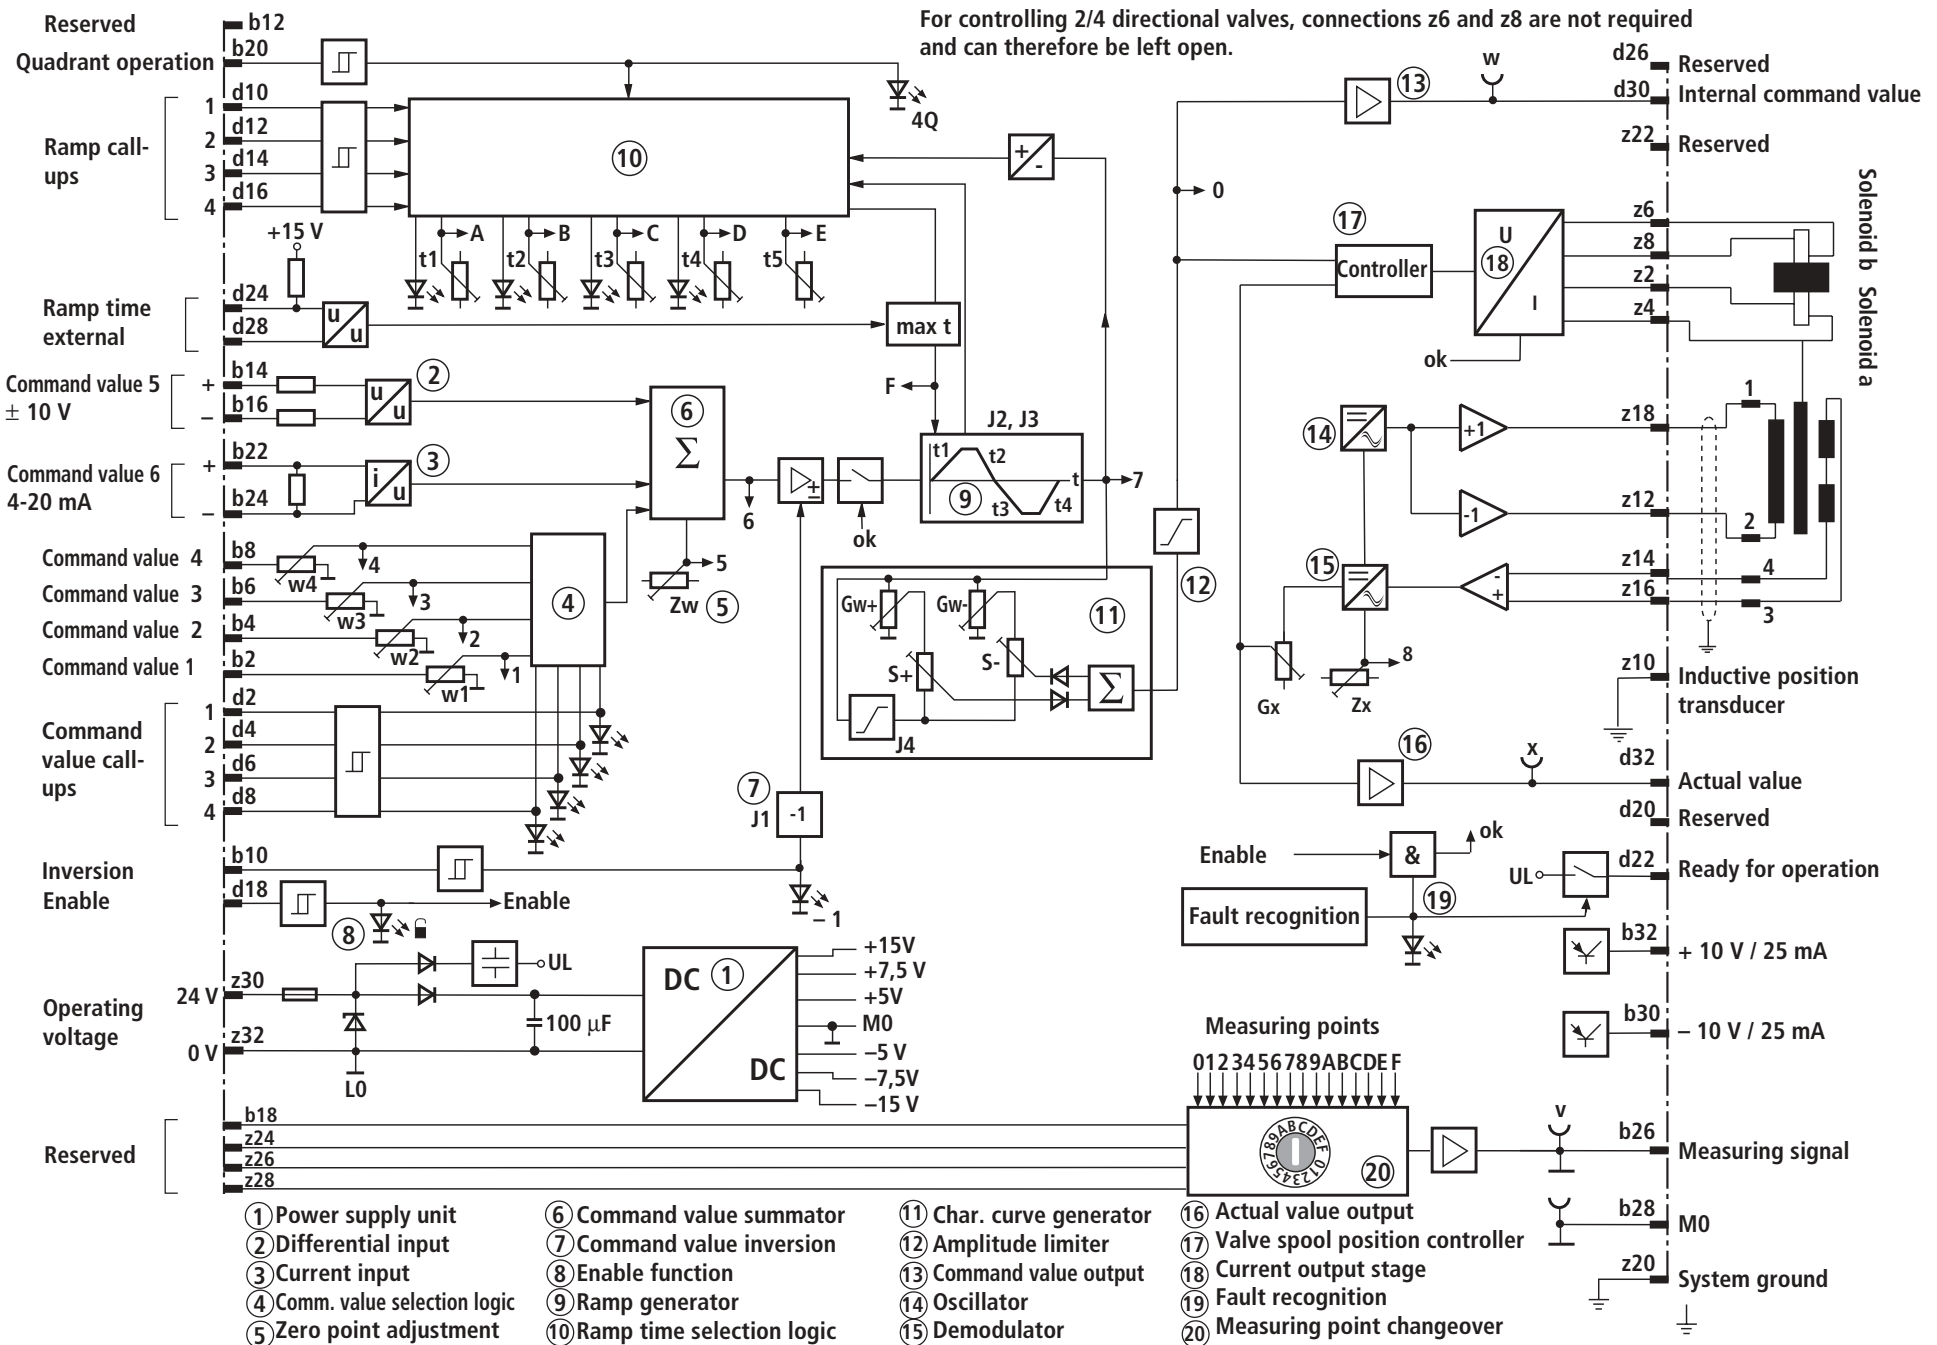 For controlling 2/4 directional valves, connections z6 and z8 are not required
and can therefore be left open.
Reserved
b12
Quadrant operation
b20
4Q
Ramp call-
ups
1
d10
2
d12
3
d14
4
d16
10
A
B
C
D
E
t1
t2
t3
t4
t5
+15 V
Ramp time
external
d24
d28
u
u
max t
F
Command value 5
± 10 V
+
b14
–
b16
u
u
2
Command value 6
4-20 mA
+
b22
–
b24
i
u
3
6
Σ
6
5
Zw
5
±
ok
J2, J3
t1
t2
t3
t4
t
9
7
+
-
Command value 4
b8
w4
4
Command value 3
b6
w3
3
Command value 2
b4
w2
2
Command value 1
b2
w1
1
4
Command
value call-
ups
1
d2
2
d4
3
d6
4
d8
Gw+
Gw-
11
S+
S-
Σ
J4
12
7
J1
-1
– 1
Inversion
b10
Enable
d18
Enable
8
UL
Operating
voltage
24 V
z30
0 V
z32
L0
100 µF
DC
1
DC
+15V
+7,5 V
+5V
M0
–5 V
–7,5V
–15 V
Reserved
b18
z24
z26
z28
13
w
d26
Reserved
d30
Internal command value
z22
Reserved
0
17
Controller
U
18
I
ok
z6
z8
z2
z4
Solenoid b
Solenoid a
14
+1
-1
z18
z12
z14
z16
1
2
4
3
15
-
+
8
Gx
Zx
z10
Inductive position
transducer
16
x
d32
Actual value
d20
Reserved
Enable
&
ok
Fault recognition
19
UL
d22
Ready for operation
b32
+ 10 V / 25 mA
b30
– 10 V / 25 mA
Measuring points
0123456789ABCDEF
0123456789ABCDEF
20
v
b26
Measuring signal
b28
M0
z20
System ground
1 Power supply unit
2 Differential input
3 Current input
4 Comm. value selection logic
5 Zero point adjustment
6 Command value summator
7 Command value inversion
8 Enable function
9 Ramp generator
10 Ramp time selection logic
11 Char. curve generator
12 Amplitude limiter
13 Command value output
14 Oscillator
15 Demodulator
16 Actual value output
17 Valve spool position controller
18 Current output stage
19 Fault recognition
20 Measuring point changeover